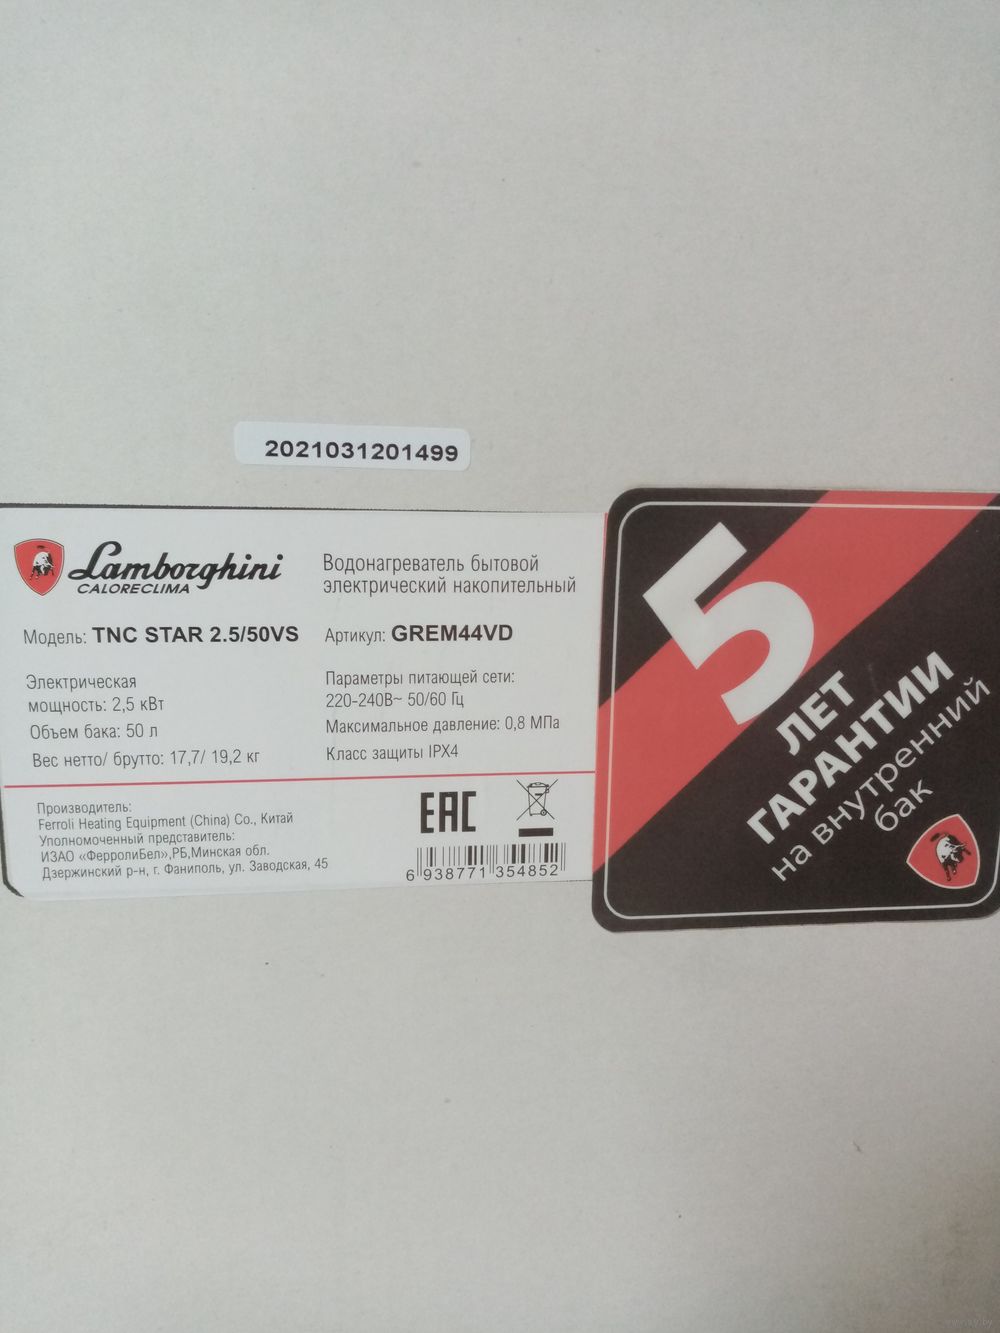 2021031201499
Lamborghini
CALORECLIMA
Водонагреватель бытовой
электрический накопительный
Модель: TNC STAR 2.5/50VS
Артикул: GREM44VD
Электрическая
мощность: 2,5 кВт
Объем бака: 50 л
Вес нетто/ брутто: 17,7/ 19,2 кг
Параметры питающей сети:
220-240В~ 50/60 Гц
Максимальное давление: 0,8 МПа
Класс защиты IPX4
Производитель:
Ferroli Heating Equipment (China) Co., Китай
Уполномоченный представитель:
ИЗАО «ФерролиБел»,РБ,Минская обл.
Дзержинский р-н, г. Фаниполь, ул. Заводская, 45
EAC
6 938771 354852
5
ЛЕТ
ГАРАНТИИ
на внутренний
бак